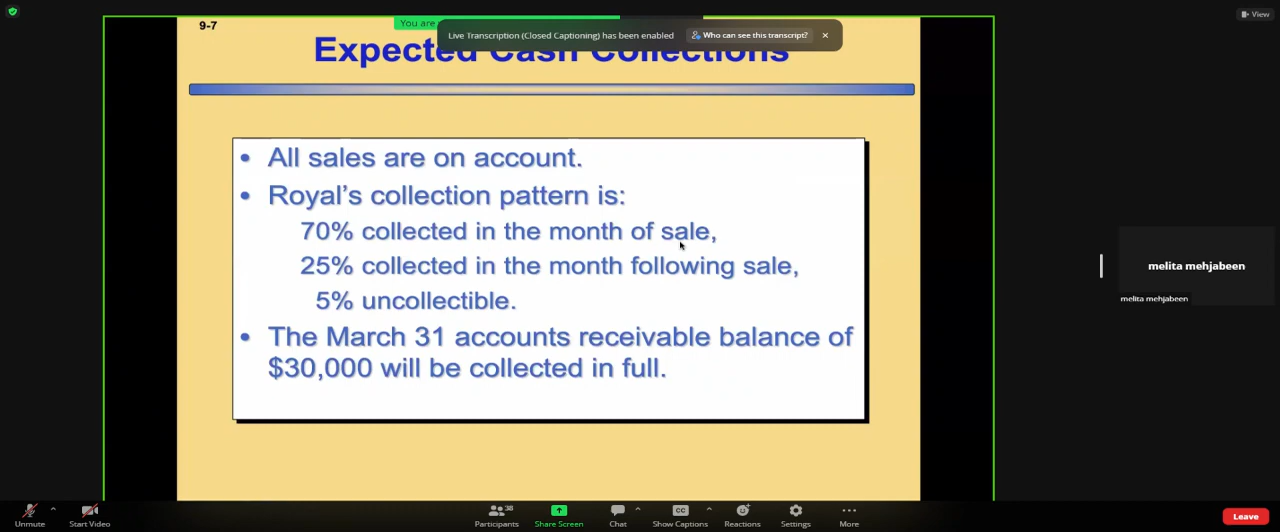 9-7
You are
View
Live Transcription (Closed Captioning) has been enabled
Who can see this transcript?
Expected Cash Collections
• All sales are on account.
• Royal's collection pattern is:
70% collected in the month of sale,
25% collected in the month following sale,
5% uncollectible.
• The March 31 accounts receivable balance of
$30,000 will be collected in full.
melita mehjabeen
melita mehjabeen
38
Unmute
Start Video
Participants
Share Screen
Chat
Show Captions
Reactions
Settings
More
Leave